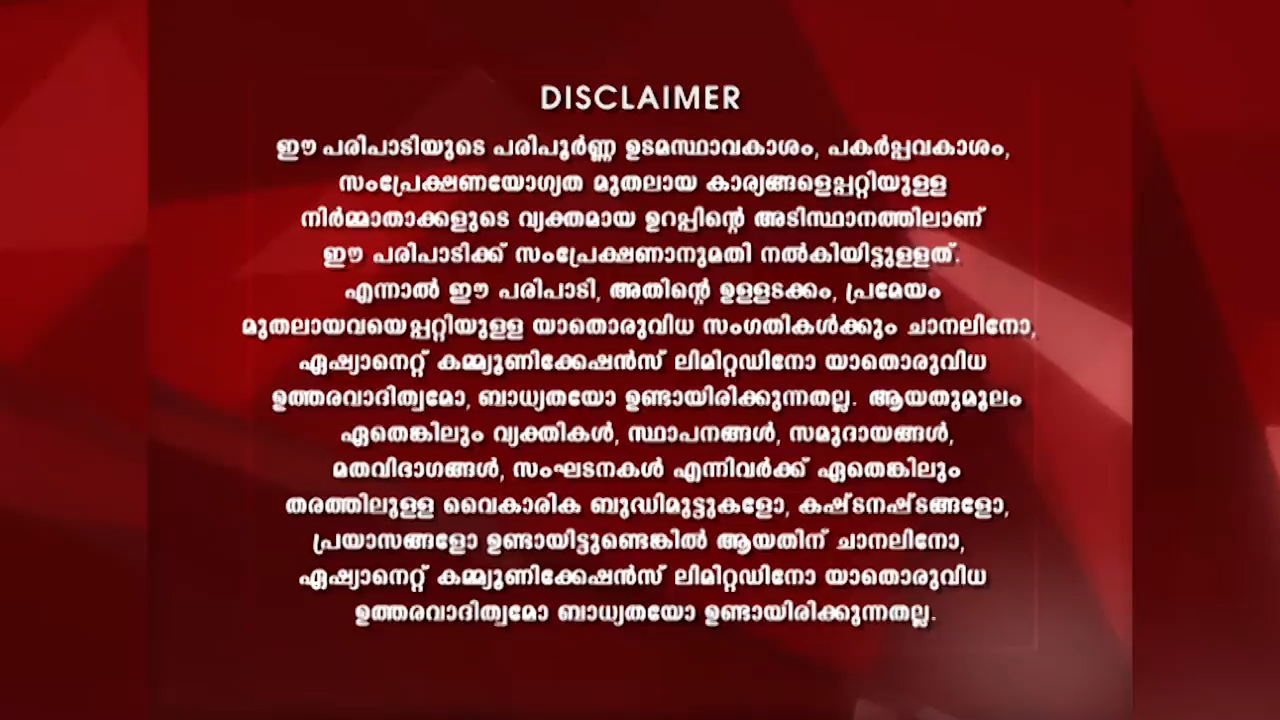 DISCLAIMER
ഈ പരിപാടിയുടെ പരിപൂർണ്ണ ഉടമസ്ഥാവകാശം, പകർപ്പവകാശം,
സംപ്രേക്ഷണയോഗ്യത മുതലായ കാര്യങ്ങളെപ്പറ്റിയുള്ള
നിർമ്മാതാക്കളുടെ വ്യക്തമായ ഉറപ്പിന്റെ അടിസ്ഥാനത്തിലാണ്
ഈ പരിപാടിക്ക് സംപ്രേക്ഷണാനുമതി നൽകിയിട്ടുള്ളത്.
എന്നാൽ ഈ പരിപാടി, അതിന്റെ ഉള്ളടക്കം, പ്രമേയം
മുതലായവയെപ്പറ്റിയുള്ള യാതൊരുവിധ സംഗതികൾക്കും ചാനലിനോ,
ഏഷ്യാനെറ്റ് കമ്മ്യൂണിക്കേഷൻസ് ലിമിറ്റഡിനോ യാതൊരുവിധ
ഉത്തരവാദിത്വമോ, ബാധ്യതയോ ഉണ്ടായിരിക്കുന്നതല്ല. ആയതുമൂലം
ഏതെങ്കിലും വ്യക്തികൾ, സ്ഥാപനങ്ങൾ, സമുദായങ്ങൾ,
മതവിഭാഗങ്ങൾ, സംഘടനകൾ എന്നിവർക്ക് ഏതെങ്കിലും
തരത്തിലുള്ള വൈകാരിക ബുദ്ധിമുട്ടുകളോ, കഷ്ടനഷ്ടങ്ങളോ,
പ്രയാസങ്ങളോ ഉണ്ടായിട്ടുണ്ടെങ്കിൽ ആയതിന് ചാനലിനോ,
ഏഷ്യാനെറ്റ് കമ്മ്യൂണിക്കേഷൻസ് ലിമിറ്റഡിനോ യാതൊരുവിധ
ഉത്തരവാദിത്വമോ ബാധ്യതയോ ഉണ്ടായിരിക്കുന്നതല്ല.